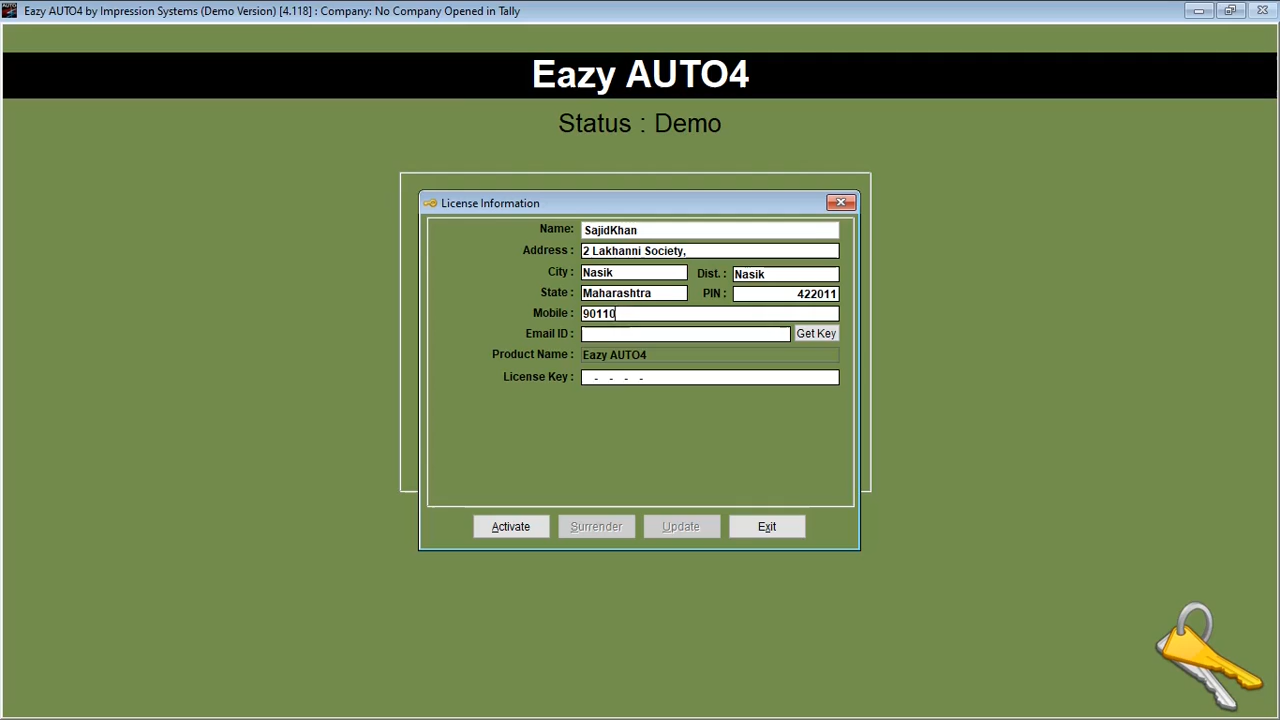 Eazy AUTO4 by Impression Systems (Demo Version) [4.118] : Company: No Company Opened in Tally
Eazy AUTO4
Status : Demo
License Information
Name: SajidKhan
Address : 2 Lakhanni Society,
City : Nasik Dist. : Nasik
State : Maharashtra PIN : 422011
Mobile : 90110
Email ID : Get Key
Product Name : Eazy AUTO4
License Key : - - - -
Activate Surrender Update Exit